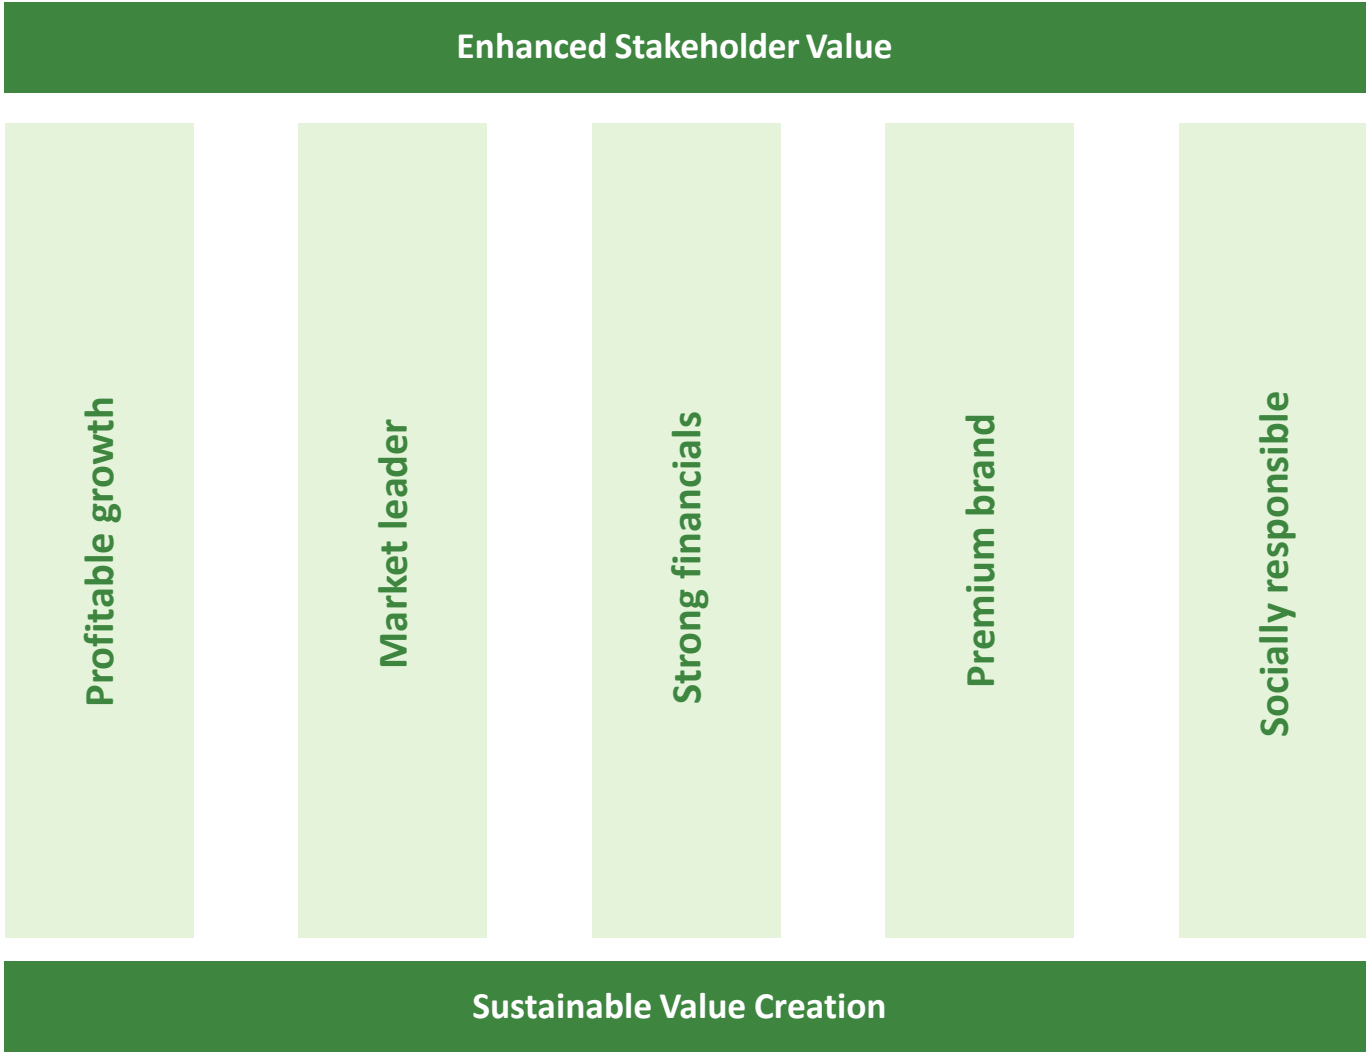 Enhanced Stakeholder Value
Profitable growth
Market leader
Strong financials
Premium brand
Socially responsible
Sustainable Value Creation